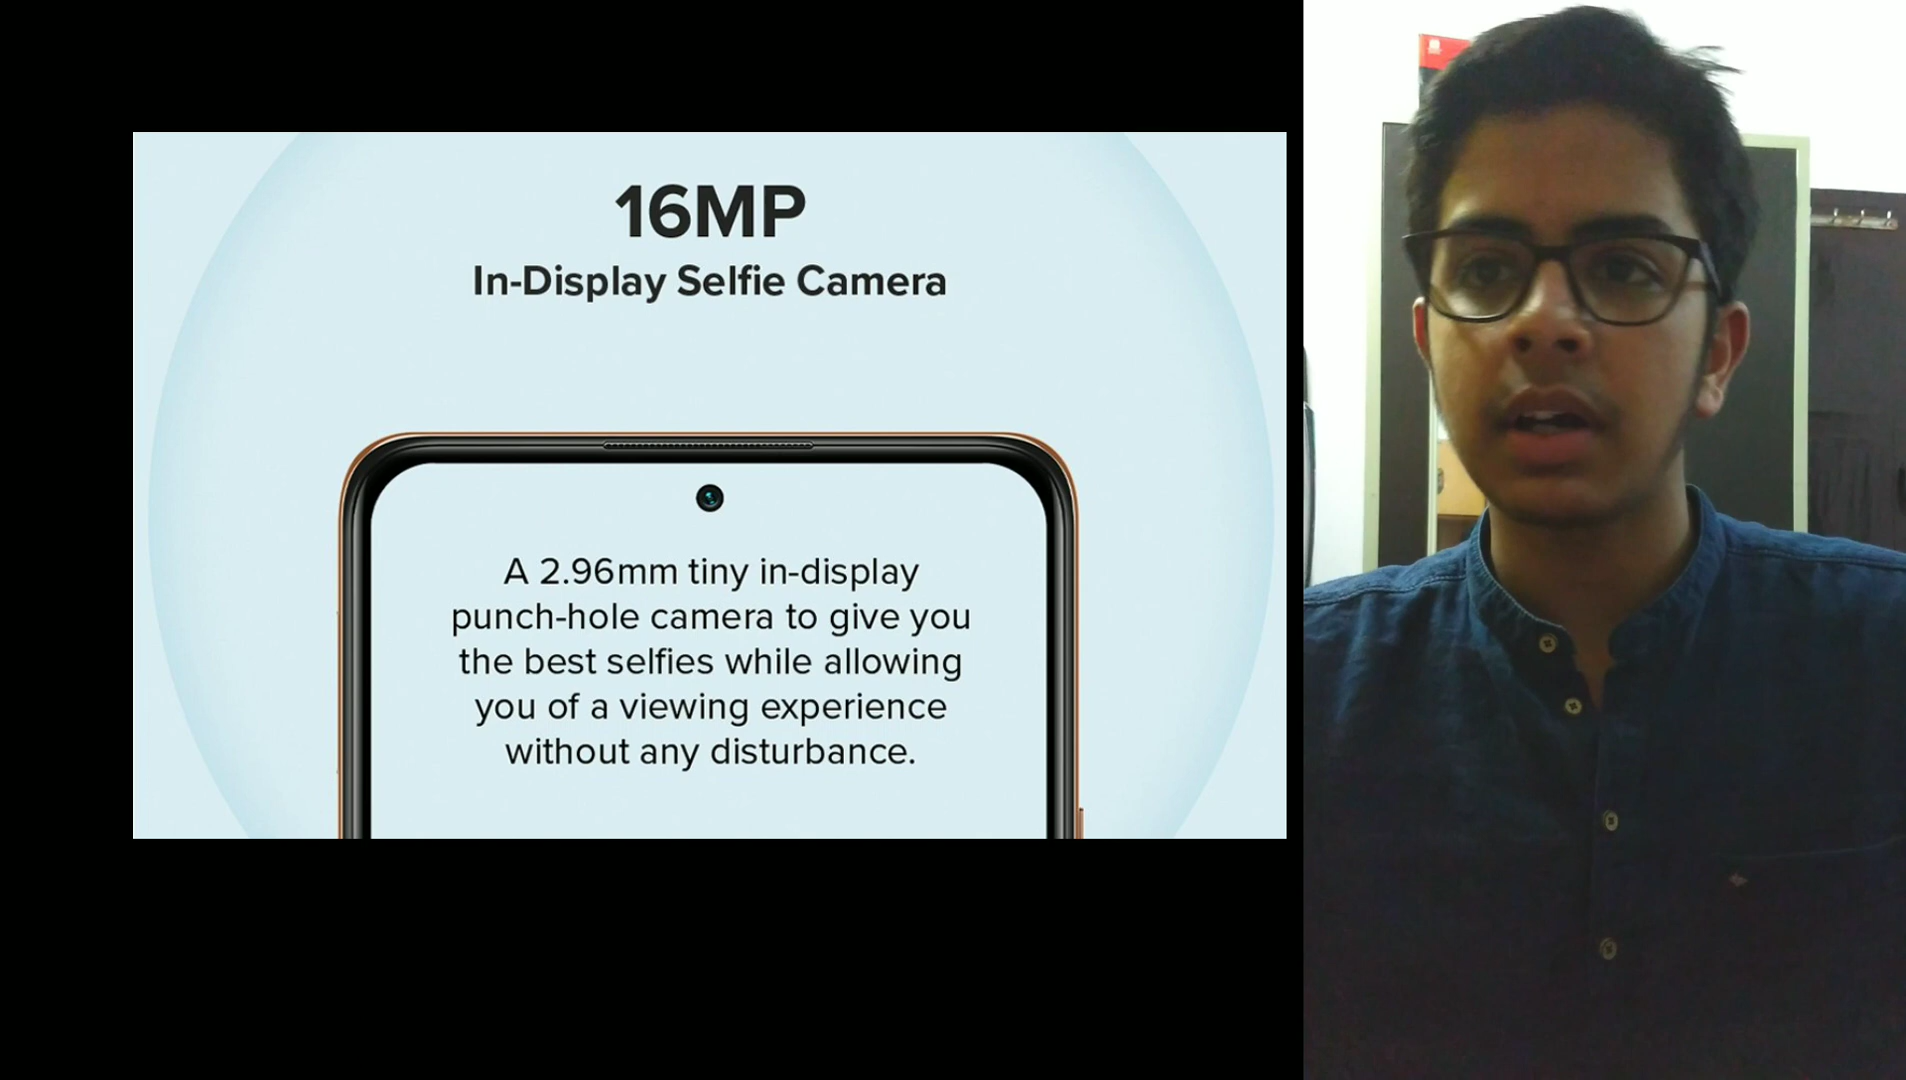 16MP
In-Display Selfie Camera
A 2.96mm tiny in-display
punch-hole camera to give you
the best selfies while allowing
you of a viewing experience
without any disturbance.